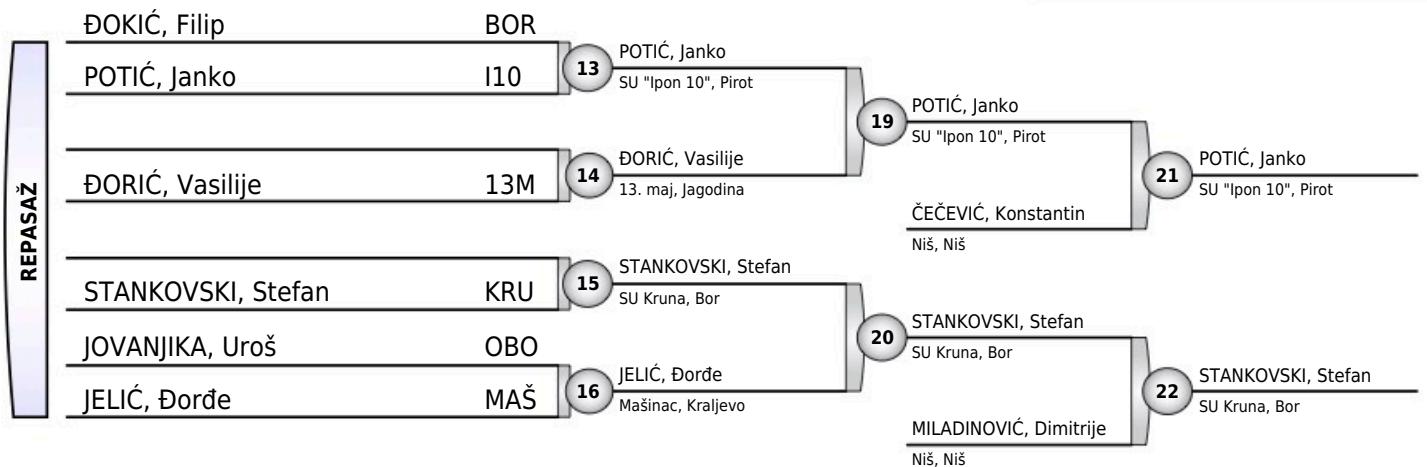 REPASAŽ
ĐOKIĆ, Filip BOR
POTIĆ, Janko I10
ĐORIĆ, Vasilije 13M
STANKOVSKI, Stefan KRU
JOVANJIKA, Uroš OBO
JELIĆ, Đorđe MAŠ
13
POTIĆ, Janko
SU "Ipon 10", Pirot
14
ĐORIĆ, Vasilije
13. maj, Jagodina
15
STANKOVSKI, Stefan
SU Kruna, Bor
16
JELIĆ, Đorđe
Mašinac, Kraljevo
19
POTIĆ, Janko
SU "Ipon 10", Pirot
ČEČEVIĆ, Konstantin
Niš, Niš
20
STANKOVSKI, Stefan
SU Kruna, Bor
MILADINOVIĆ, Dimitrije
Niš, Niš
21
POTIĆ, Janko
SU "Ipon 10", Pirot
22
STANKOVSKI, Stefan
SU Kruna, Bor